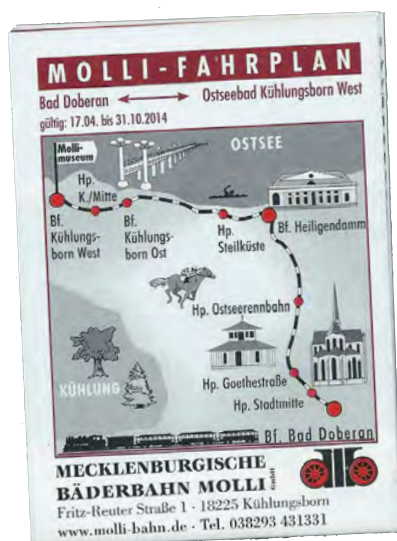 MOLLI-FAHRPLAN
Bad Doberan ↔ Ostseebad Kühlungsborn West
gültig: 17.04. bis 31.10.2014
Molli-
museum
OSTSEE
Hp.
K./Mitte
Bf.
Kühlungs-
born West
Bf.
Kühlungs-
born Ost
Hp.
Steilküste
Bf. Heiligendamm
Hp. Ostseerennbahn
KÜHLUNG
Hp. Goethestraße
Hp. Stadtmitte
Bf. Bad Doberan
MECKLENBURGISCHE
BÄDERBAHN MOLLI GmbH
Fritz-Reuter Straße 1 · 18225 Kühlungsborn
www.molli-bahn.de · Tel. 038293 431331